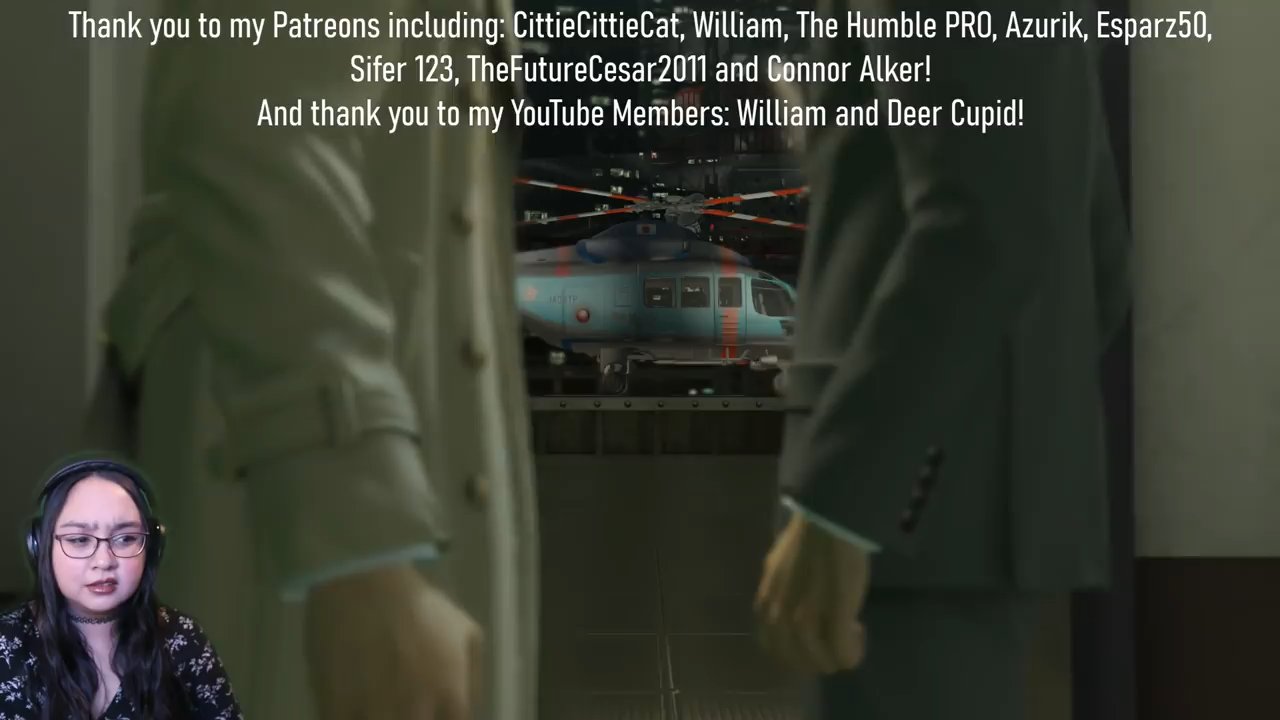 Thank you to my Patreons including: CittieCittieCat, William, The Humble PRO, Azurik, Esparz50,
Sifer 123, TheFutureCesar2011 and Connor Alker!
And thank you to my YouTube Members: William and Deer Cupid!